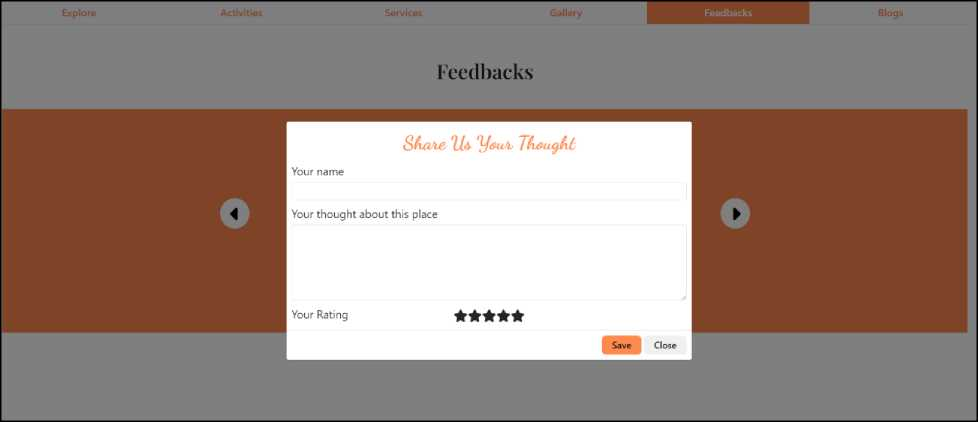 Explore Activities Services Gallery Feedbacks Blogs
Feedbacks
Share Us Your Thought
Your name
Your thought about this place
Your Rating
Save Close